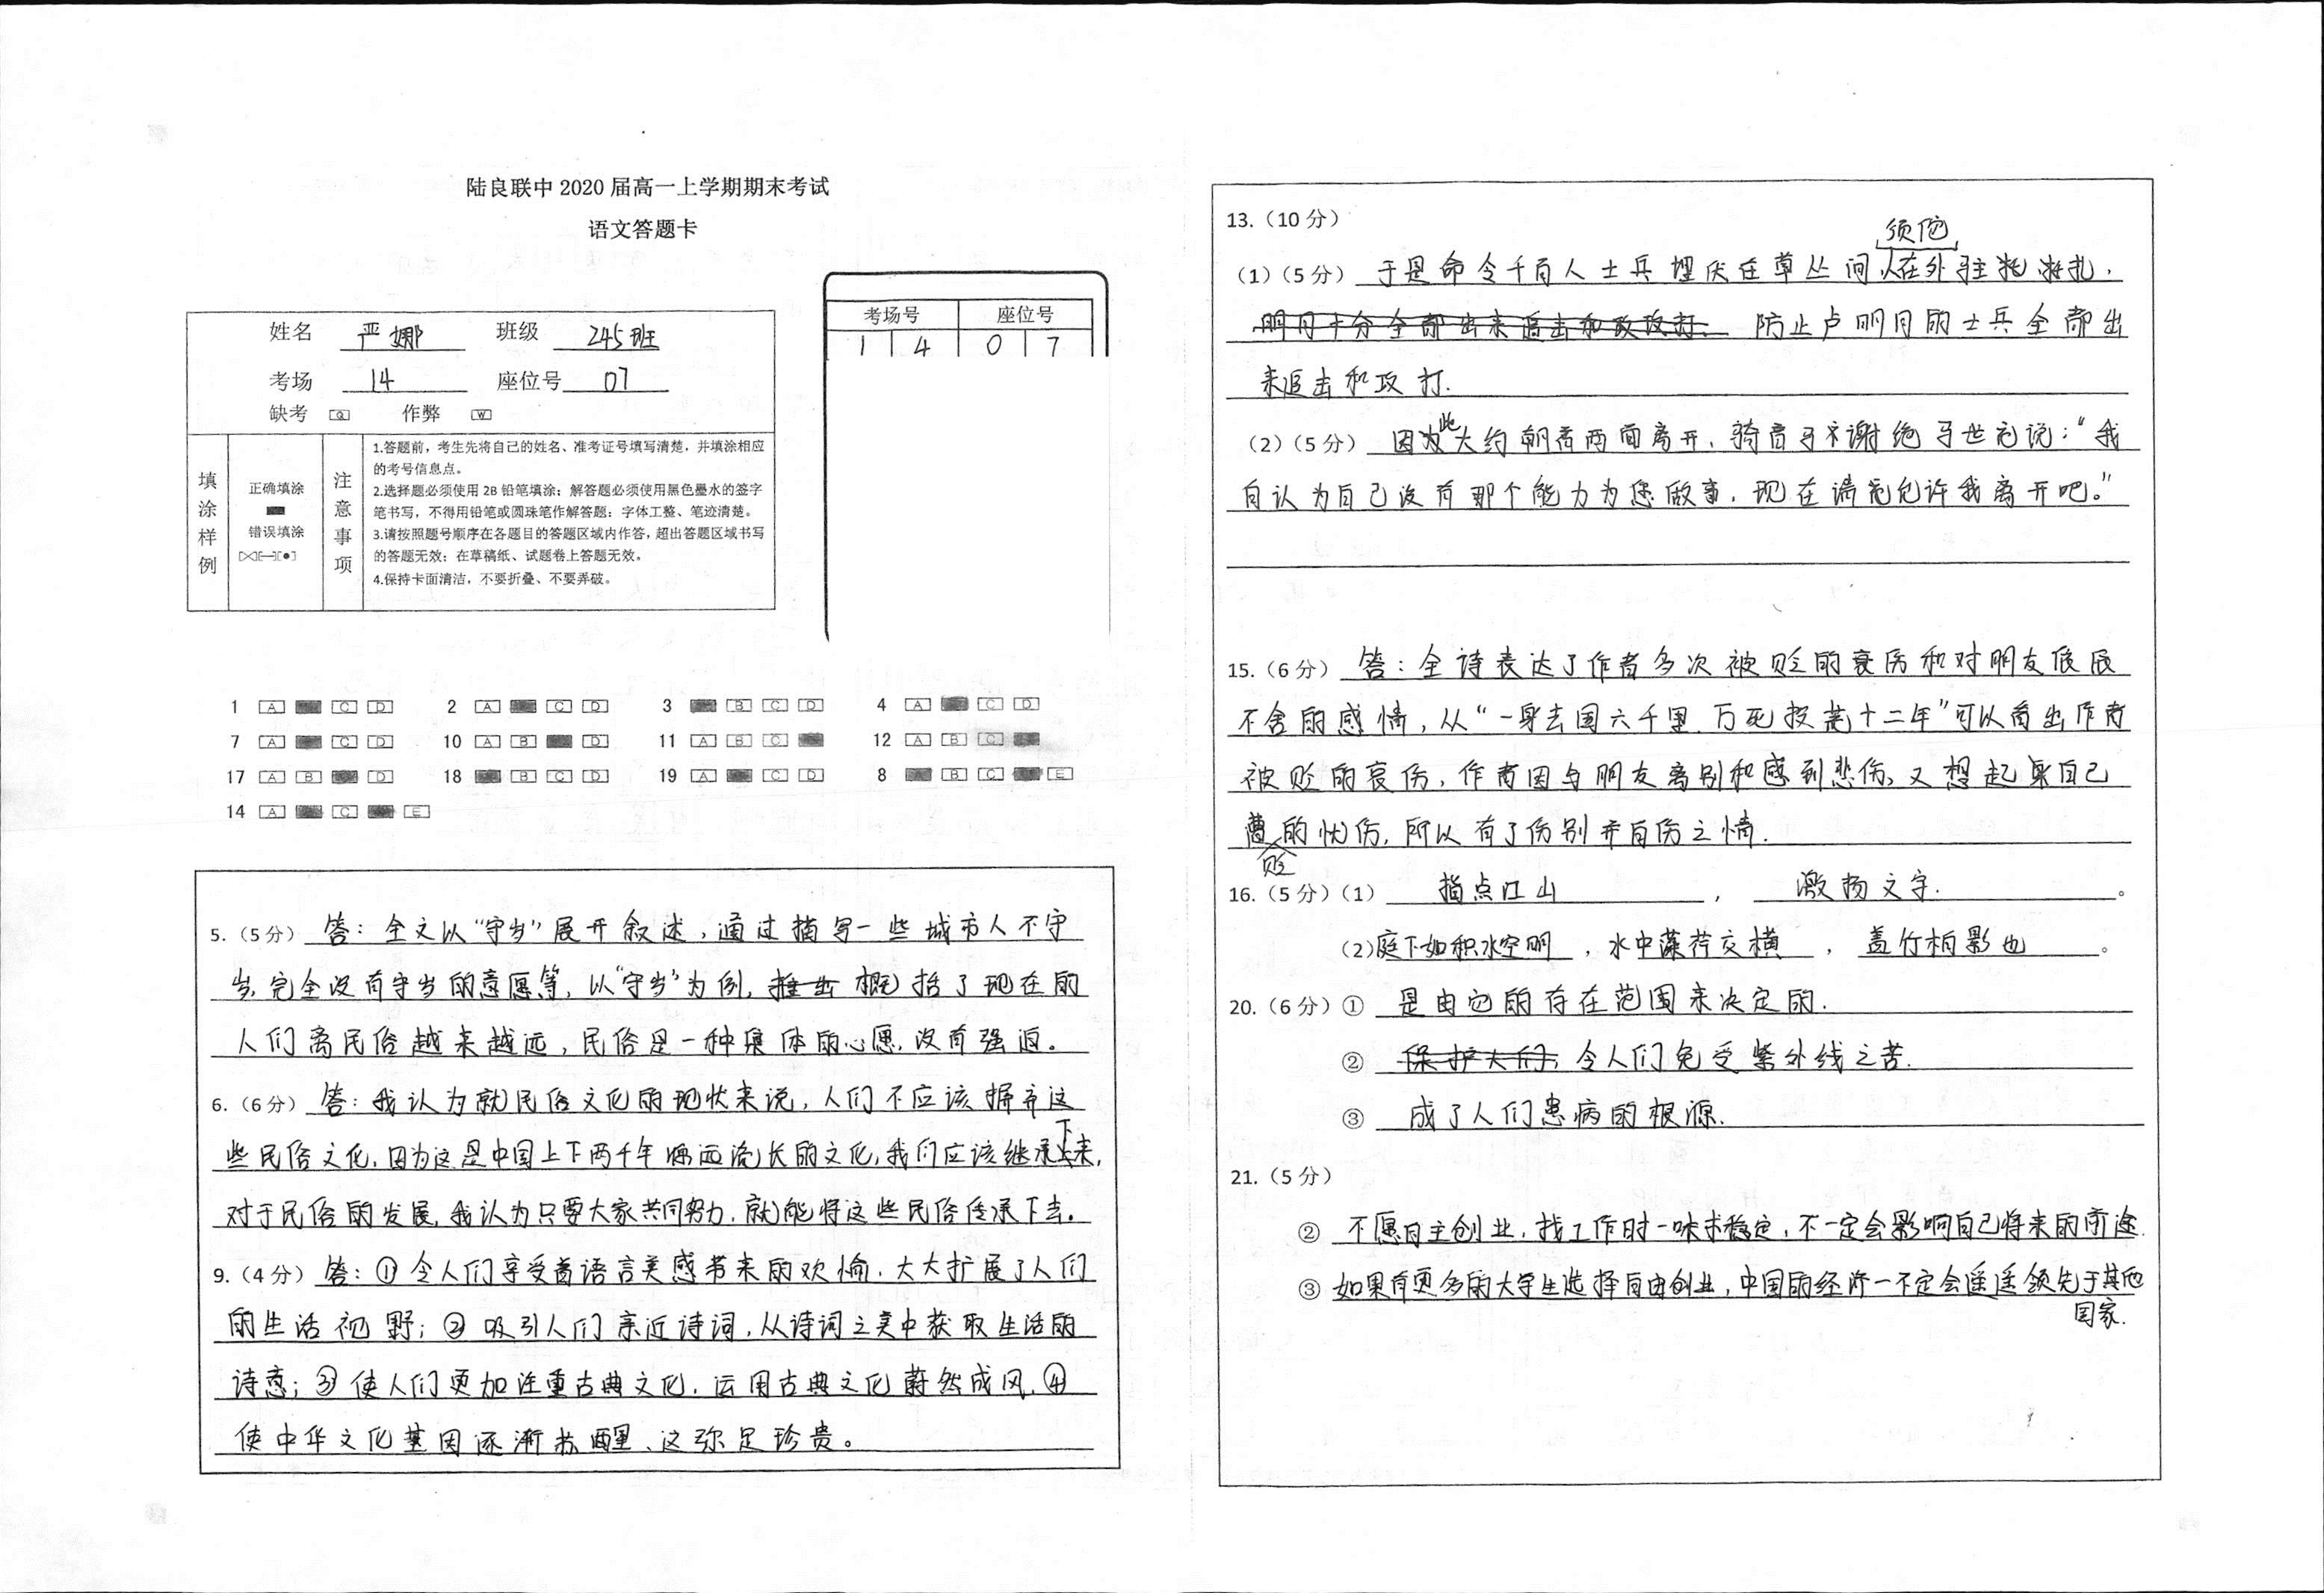 陆良联中 2020 届高一上学期期末考试
语文答题卡
姓名 严娜 班级 245班
考场 14 座位号 07
缺考 [Q] 作弊 [W]
考场号 座位号
1 4 0 7
填涂样例
正确填涂
错误填涂
注意事项
1.答题前，考生先将自己的姓名、准考证号填写清楚，并填涂相应
的考号信息点。
2.选择题必须使用 2B 铅笔填涂；解答题必须使用黑色墨水的签字
笔书写，不得用铅笔或圆珠笔作解答题；字体工整、笔迹清楚。
3.请按照题号顺序在各题目的答题区域内作答，超出答题区域书写
的答题无效；在草稿纸、试题卷上答题无效。
4.保持卡面清洁，不要折叠、不要弄破。
1 [A] [C] [D] 2 [A] [C] [D] 3 [B] [C] [D] 4 [A] [C] [D]
7 [A] [C] [D] 10 [A] [B] [D] 11 [A] [B] [C] 12 [A] [B] [C]
17 [A] [B] [D] 18 [B] [C] [D] 19 [A] [C] [D] 8 [B] [C] [E]
14 [A] [C] [E]
5.（5 分） 答：全文以“守岁”展开叙述，通过描写一些城市人不守
岁，完全没有守岁的意愿等，以“守岁”为例，概括了现在的
人们离民俗越来越远，民俗是一种集体的心愿，没有强迫。
6.（6 分） 答：我认为就民俗文化的现状来说，人们不应该摒弃这
些民俗文化，因为这是中国上下两千年源远流长的文化，我们应该继承下来，
对于民俗的发展，我认为只要大家共同努力，就能将这些民俗传承下去。
9.（4 分） 答：①令人们享受着语言美感带来的欢愉，大大扩展了人们
的生活视野；②吸引人们亲近诗词，从诗词之美中获取生活的
诗意；③使人们更加注重古典文化，运用古典文化蔚然成风，④
使中华文化基因逐渐苏醒、这弥足珍贵。
13.（10 分）
须陀
（1）（5 分） 于是命令千百人士兵埋伏在草丛间，人在外驻扎，
防止卢明月的士兵全部出
来追击和攻打.
（2）（5 分） 因此大约朝着西面离开，骑着马不谢绝马世充说：“我
自认为自己没有那个能力为您做事，现在请充允许我离开吧。”
15.（6 分） 答：全诗表达了作者多次被贬的哀伤和对朋友依依
不舍的感情，从“一身去国六千里，万死投荒十二年”可以看出作者
被贬的哀伤，作者因与朋友离别和感到悲伤，又想起自己
遭贬的忧伤，所以有了伤别并自伤之情.
16.（5 分）（1） 指点江山 ， 激扬文字. 。
（2）庭下如积水空明 ，水中藻荇交横 ， 盖竹柏影也 。
20.（6 分）① 是由它的存在范围来决定的.
② 令人们免受紫外线之苦.
③ 成了人们患病的根源.
21.（5 分）
② 不愿自主创业，找工作时一味求稳定，不一定会影响自己将来的前途.
③ 如果有更多的大学生选择自由创业，中国的经济一不定会遥遥领先于其他
国家.